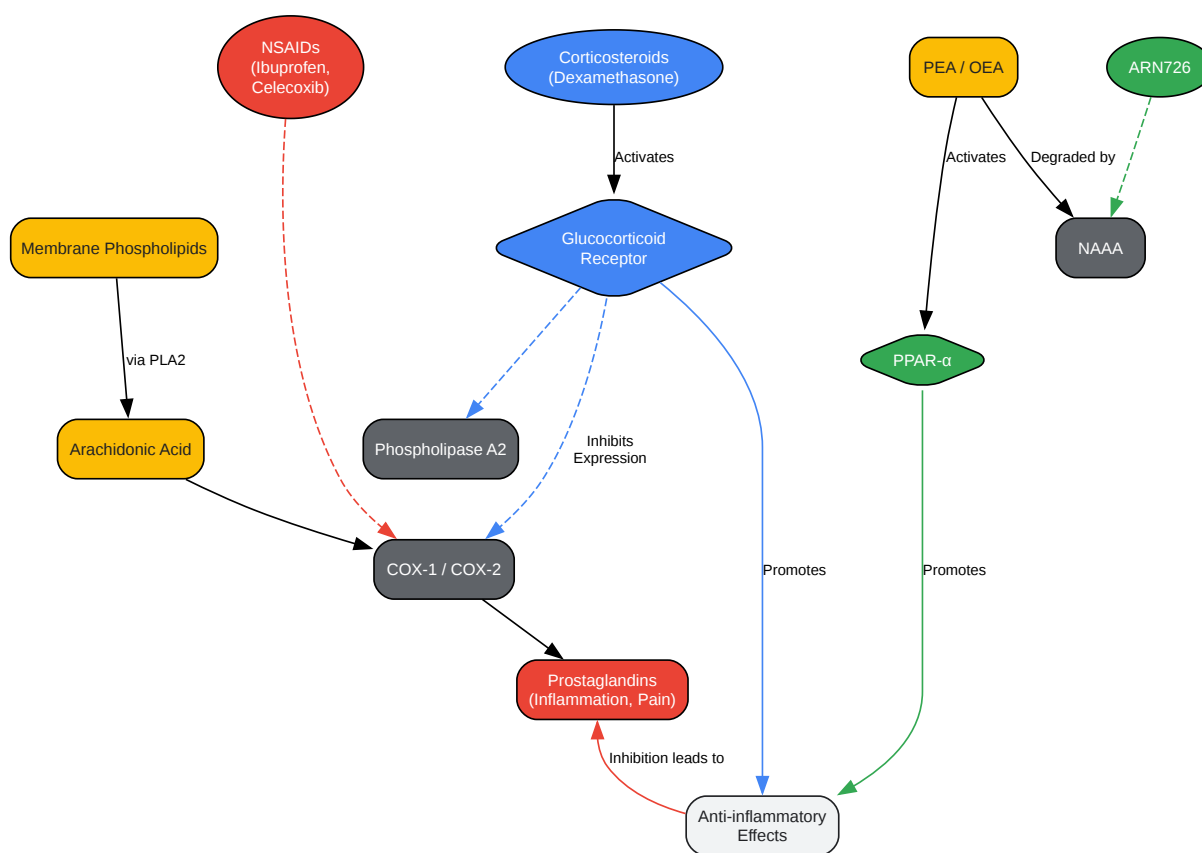 NSAIDs
(Ibuprofen,
Celecoxib)
Corticosteroids
(Dexamethasone)
PEA / OEA
ARN726
Activates
Activates
Degraded by
Membrane Phospholipids
Glucocorticoid
Receptor
NAAA
via PLA2
PPAR-α
Arachidonic Acid
Phospholipase A2
Inhibits
Expression
COX-1 / COX-2
Promotes
Promotes
Prostaglandins
(Inflammation, Pain)
Inhibition leads to
Anti-inflammatory
Effects